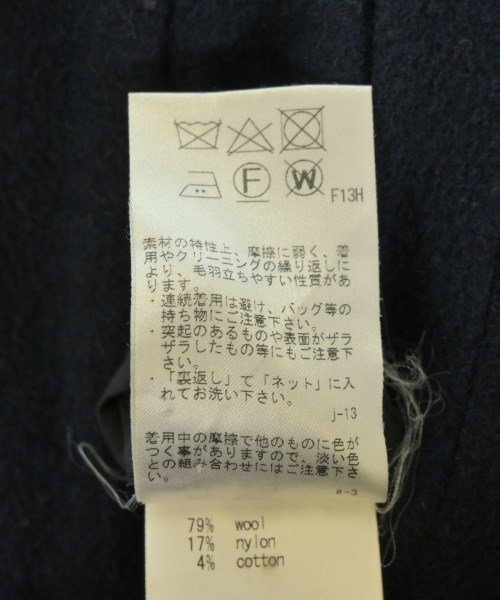 F W F13H
素材の特性上、摩擦に弱く、着
用やクリーニングの繰り返しに
より、毛羽立ちやすい性質があ
ります。
・連続着用は避け、バッグ等の
持ち物にご注意下さい。
・突起のあるものや表面がザラ
ザラしたもの等にもご注意下
さい。
・「裏返し」て「ネット」に入
れてお洗い下さい。
j-13
着用中の摩擦で他のものに色が
つく事がありますので、淡い色
との組み合わせにはご注意下さ
い。
a-3
79% wool
17% nylon
4% cotton